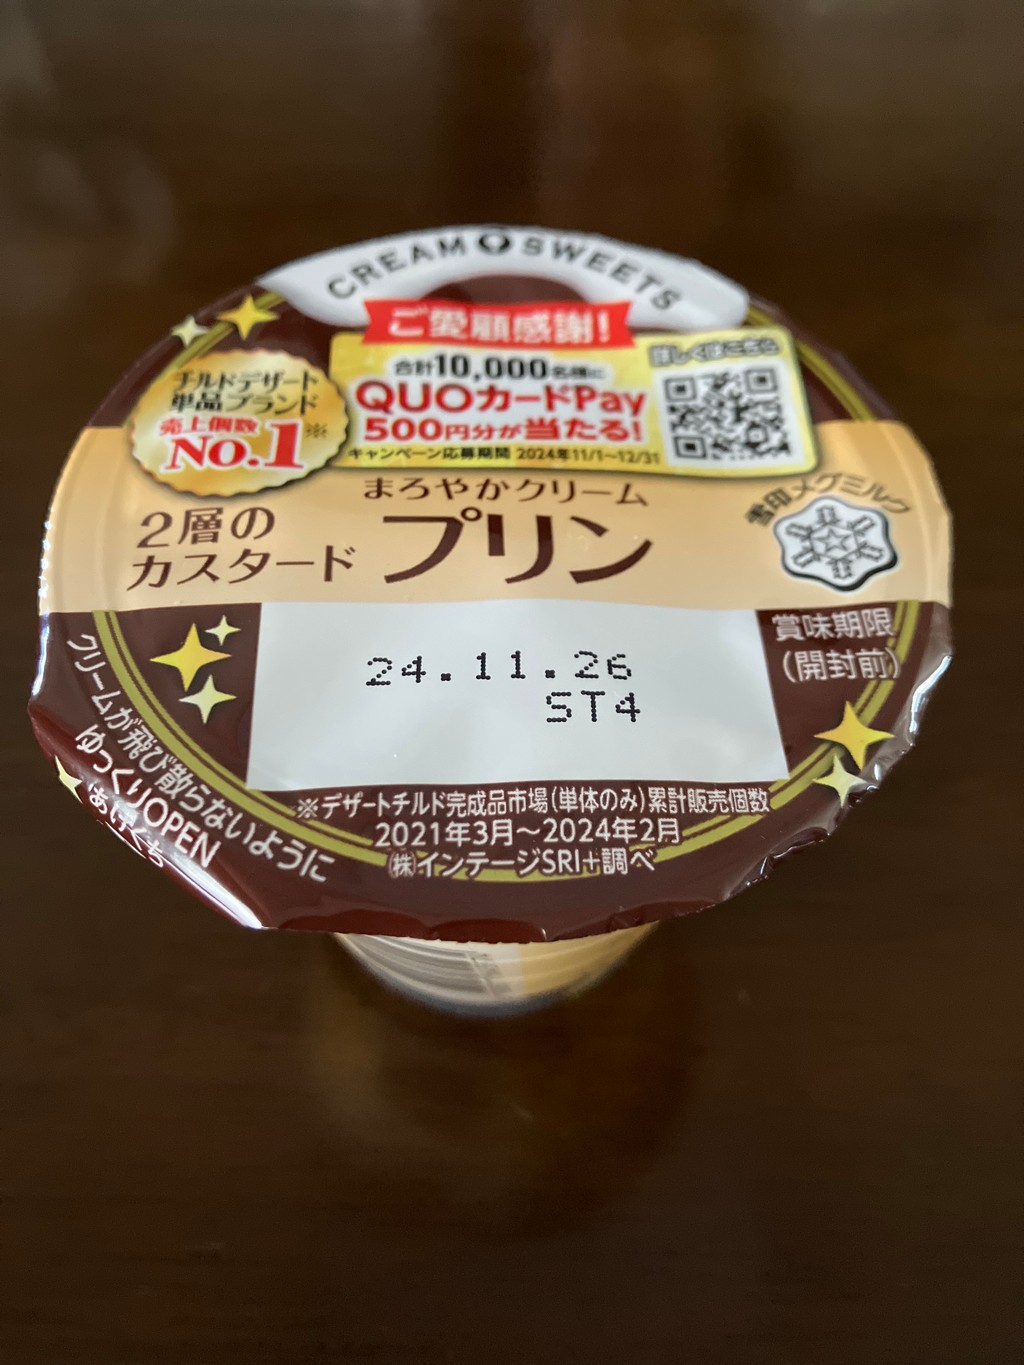 CREAM SWEETS
ご愛顧感謝!
チルドデザート
単品ブランド
売上個数
No.1※
合計10,000名様に
QUOカードPay
500円分が当たる!
キャンペーン応募期間 2024年11/1~12/31
詳しくはこちら
まろやかクリーム
プリン
2層の
カスタード
雪印メグミルク
24.11.26
ST4
賞味期限
(開封前)
クリームが飛び散らないように
ゆっくりOPEN
あけくち
※デザートチルド完成品市場(単体のみ)累計販売個数
2021年3月~2024年2月
㈱インテージSRI+調べ